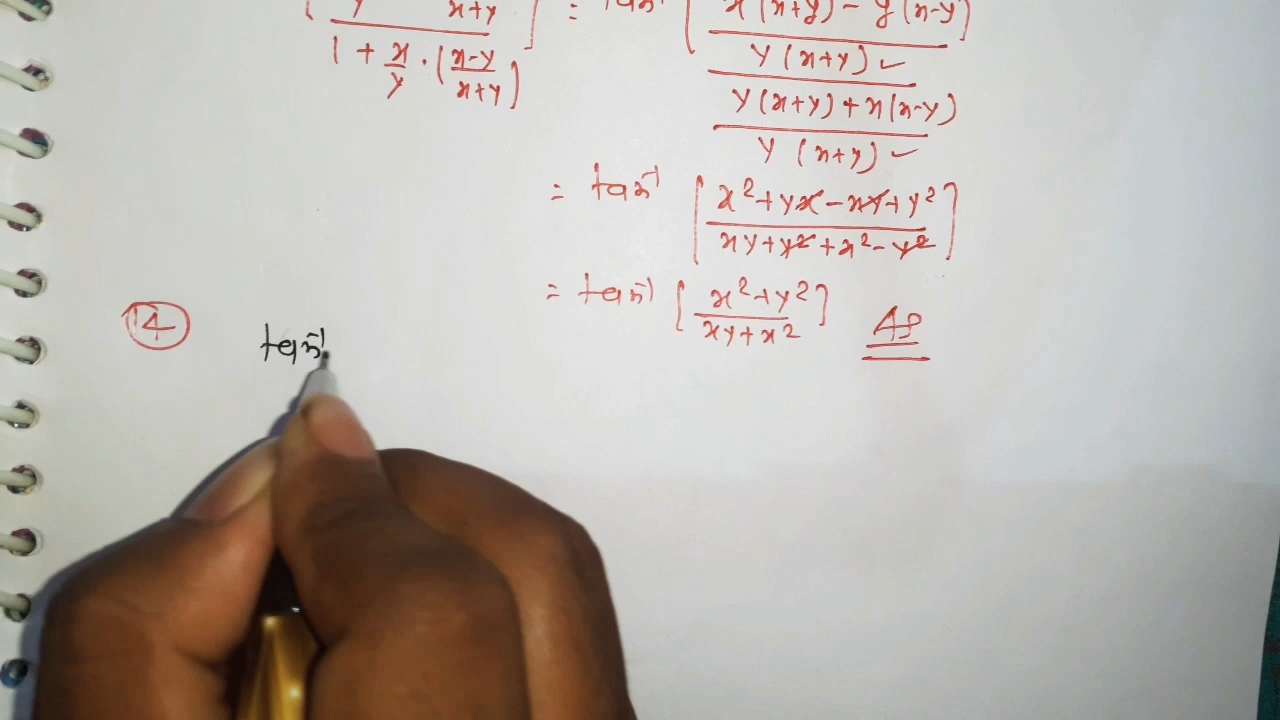 [y x+y] = tan⁻¹ [x(x+y) - y(x-y)]
1 + x/y · (x-y/x+y)]
y(x+y) ✓
y(x+y) + x(x-y)
y(x+y) ✓
= tan⁻¹ [x² + yx - xy + y² / xy + y² + x² - y²]
= tan⁻¹ [x² + y² / xy + x²] As
14 tan⁻¹